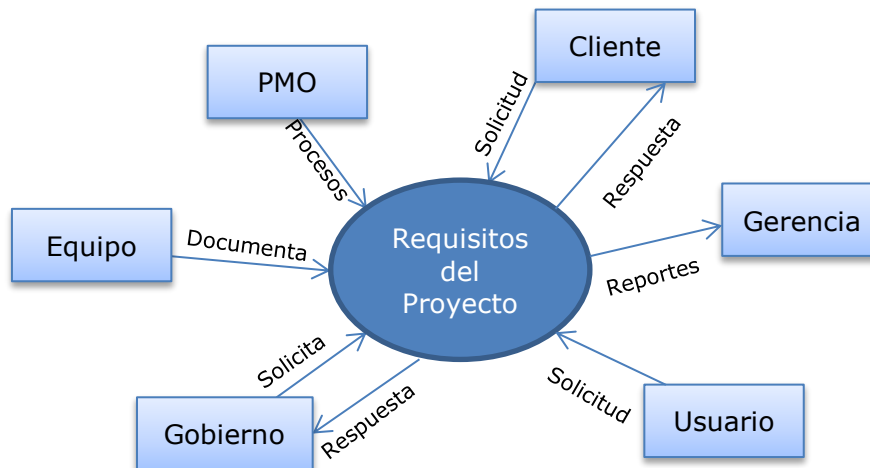 Cliente
PMO
Solicitud
Procesos
Respuesta
Equipo
Documenta
Requisitos
del
Proyecto
Gerencia
Reportes
Solicita
Respuesta
Gobierno
Solicitud
Usuario